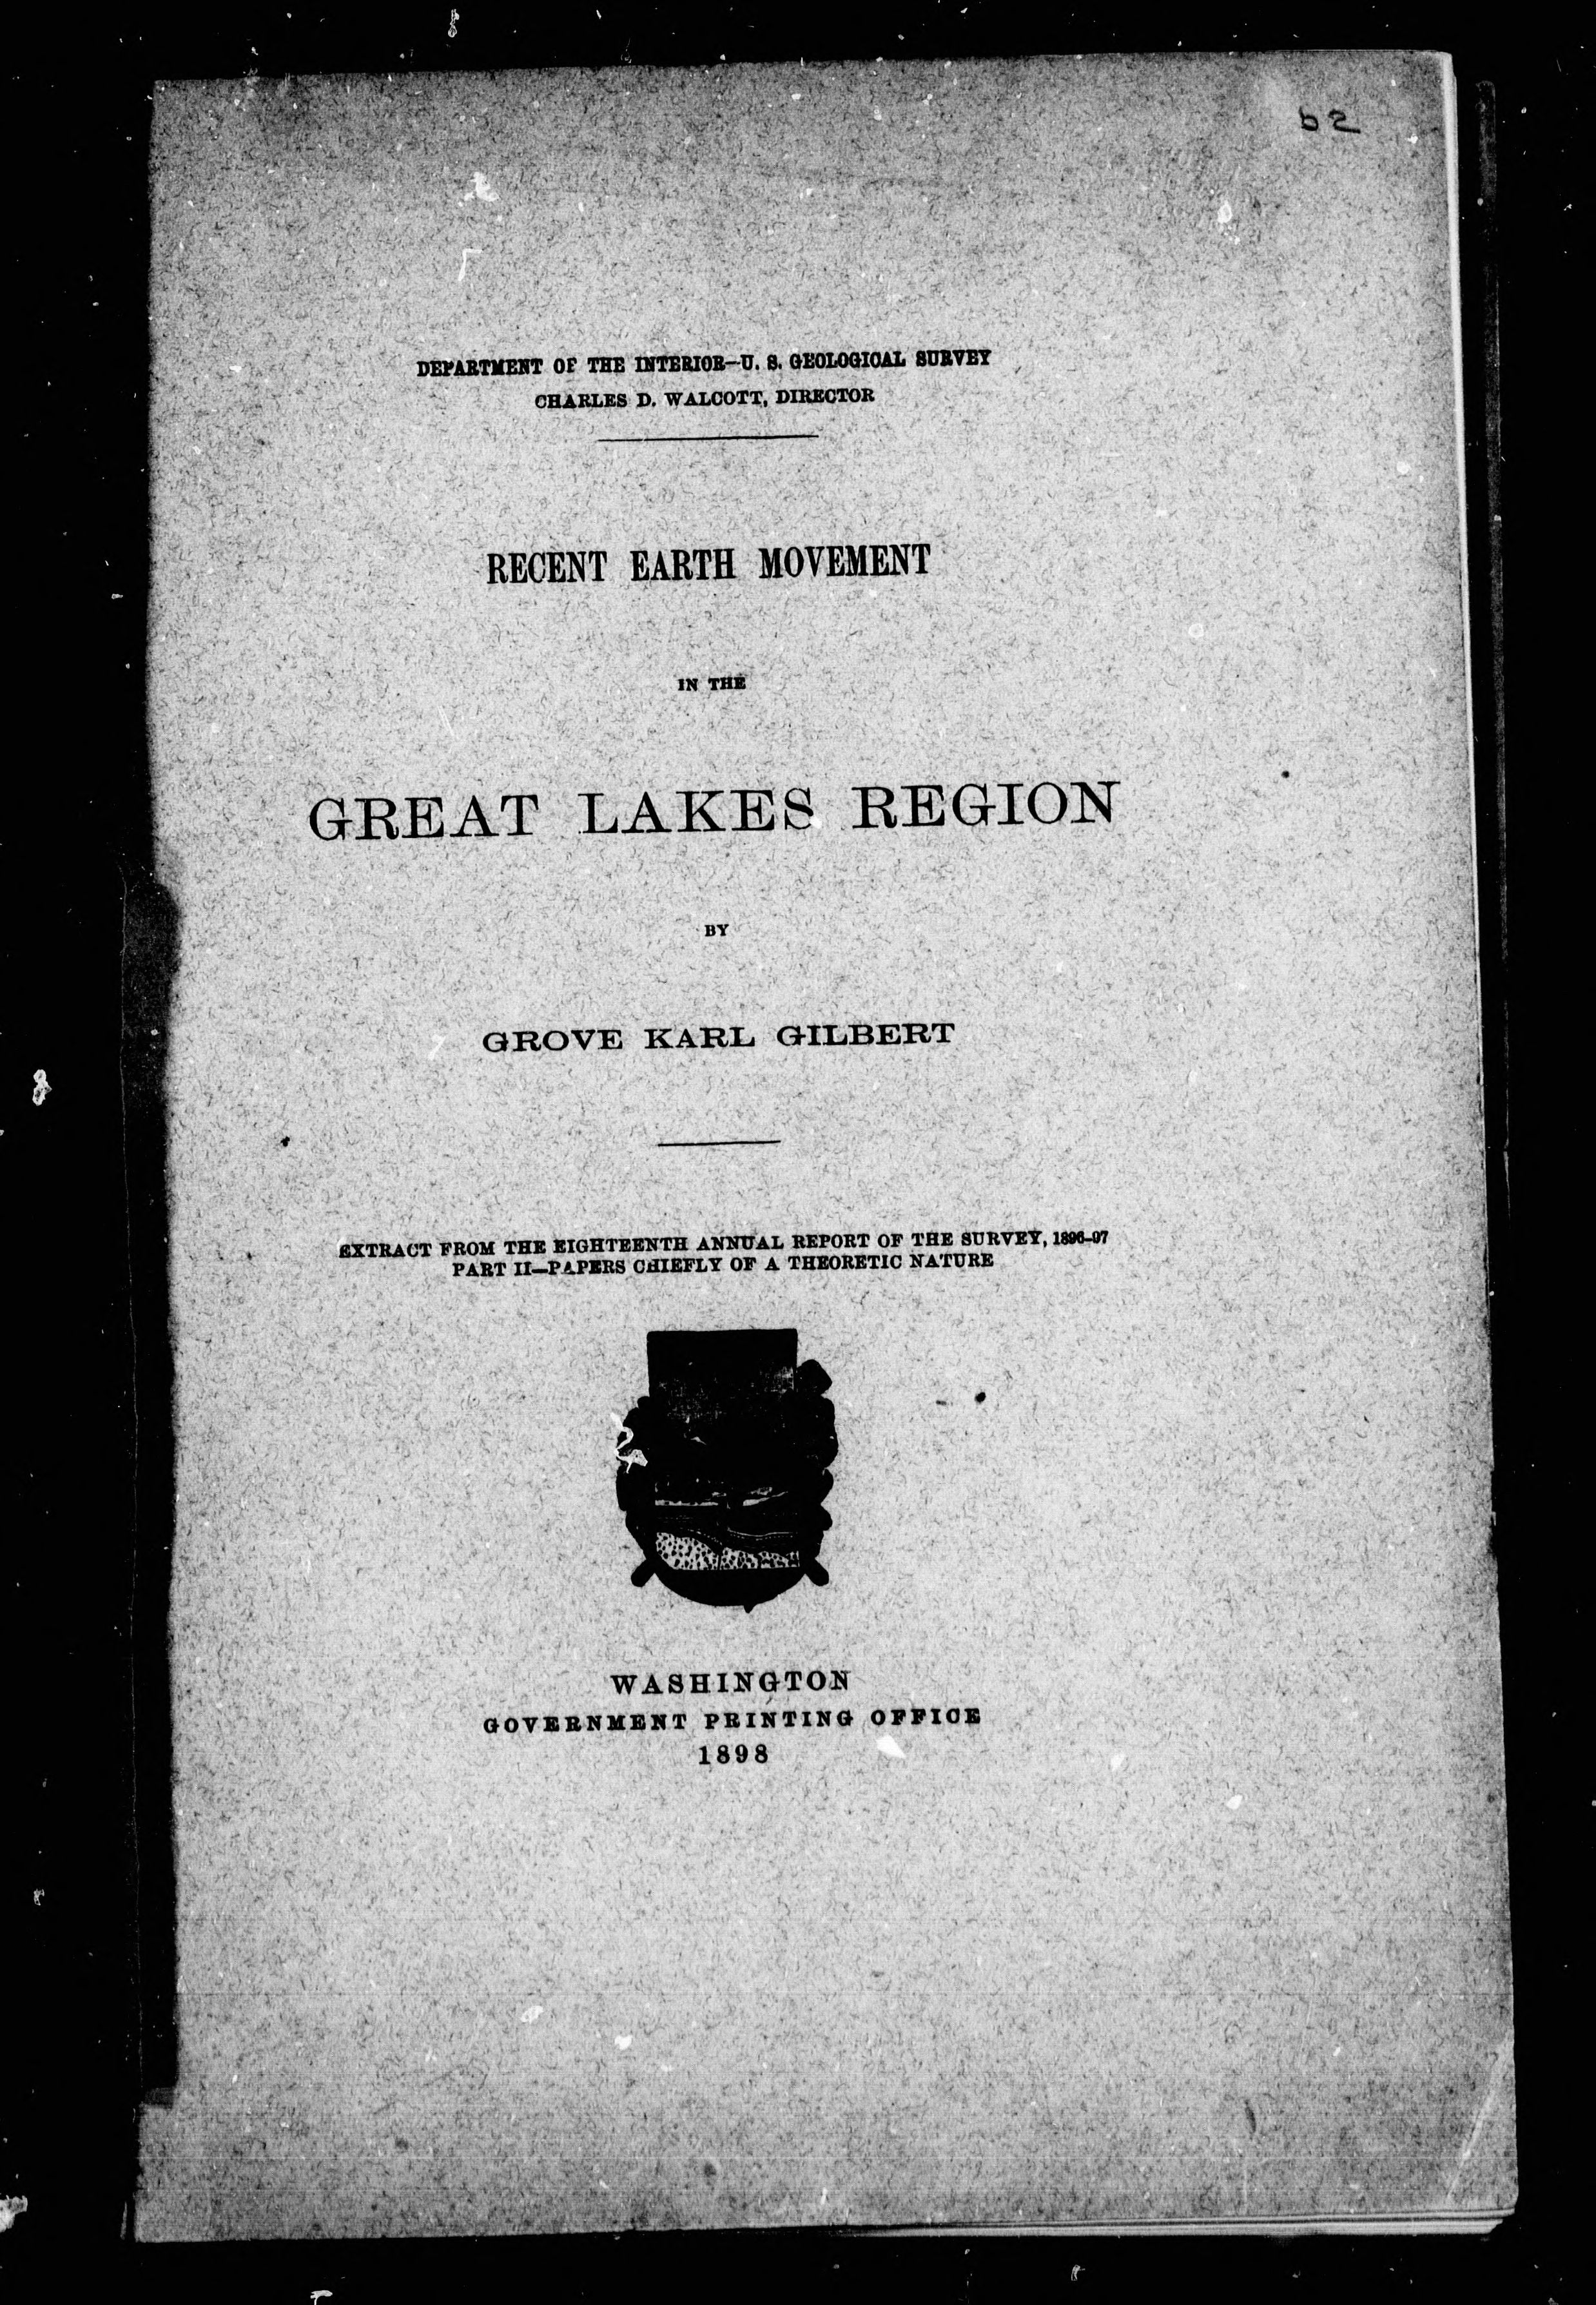 b2
DEPARTMENT OF THE INTERIOR—U. S. GEOLOGICAL SURVEY
CHARLES D. WALCOTT, DIRECTOR
RECENT EARTH MOVEMENT
IN THE
GREAT LAKES REGION
BY
GROVE KARL GILBERT
EXTRACT FROM THE EIGHTEENTH ANNUAL REPORT OF THE SURVEY, 1896-97
PART II—PAPERS CHIEFLY OF A THEORETIC NATURE
WASHINGTON
GOVERNMENT PRINTING OFFICE
1898